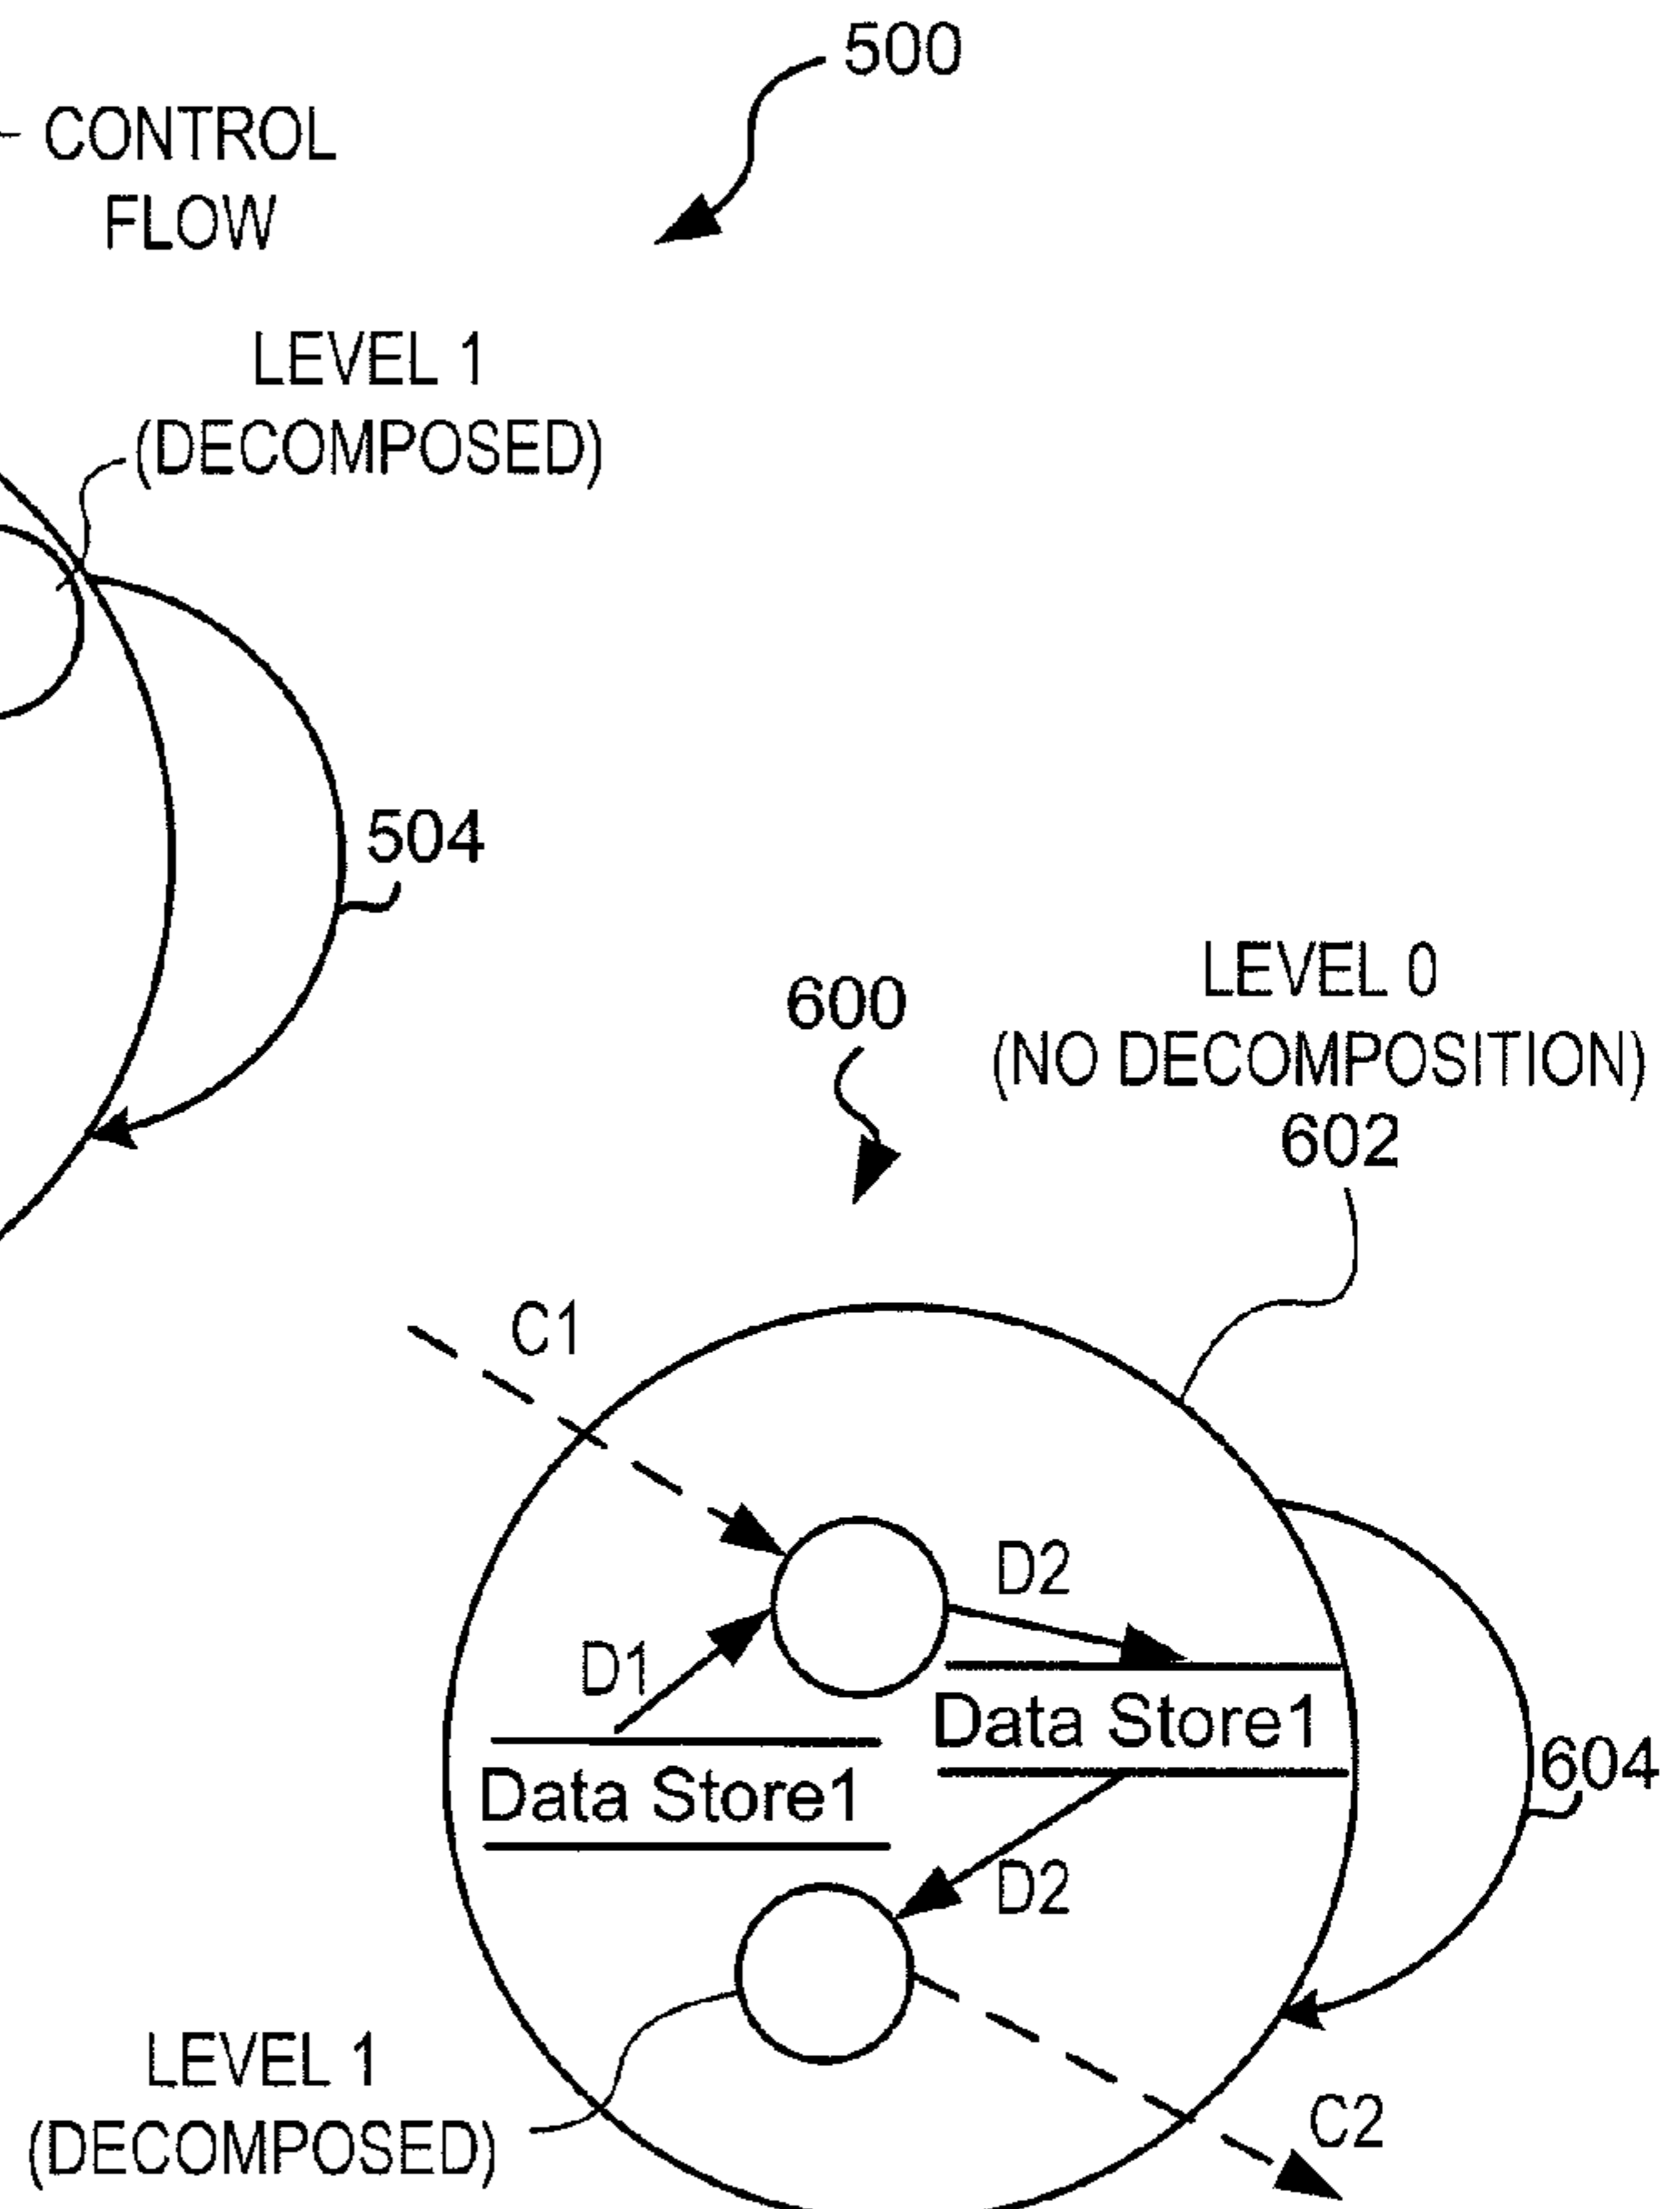 500
CONTROL
FLOW
LEVEL 1
(DECOMPOSED)
504
600
LEVEL 0
(NO DECOMPOSITION)
602
C1
D2
D1
Data Store1
Data Store1
604
D2
LEVEL 1
(DECOMPOSED)
C2